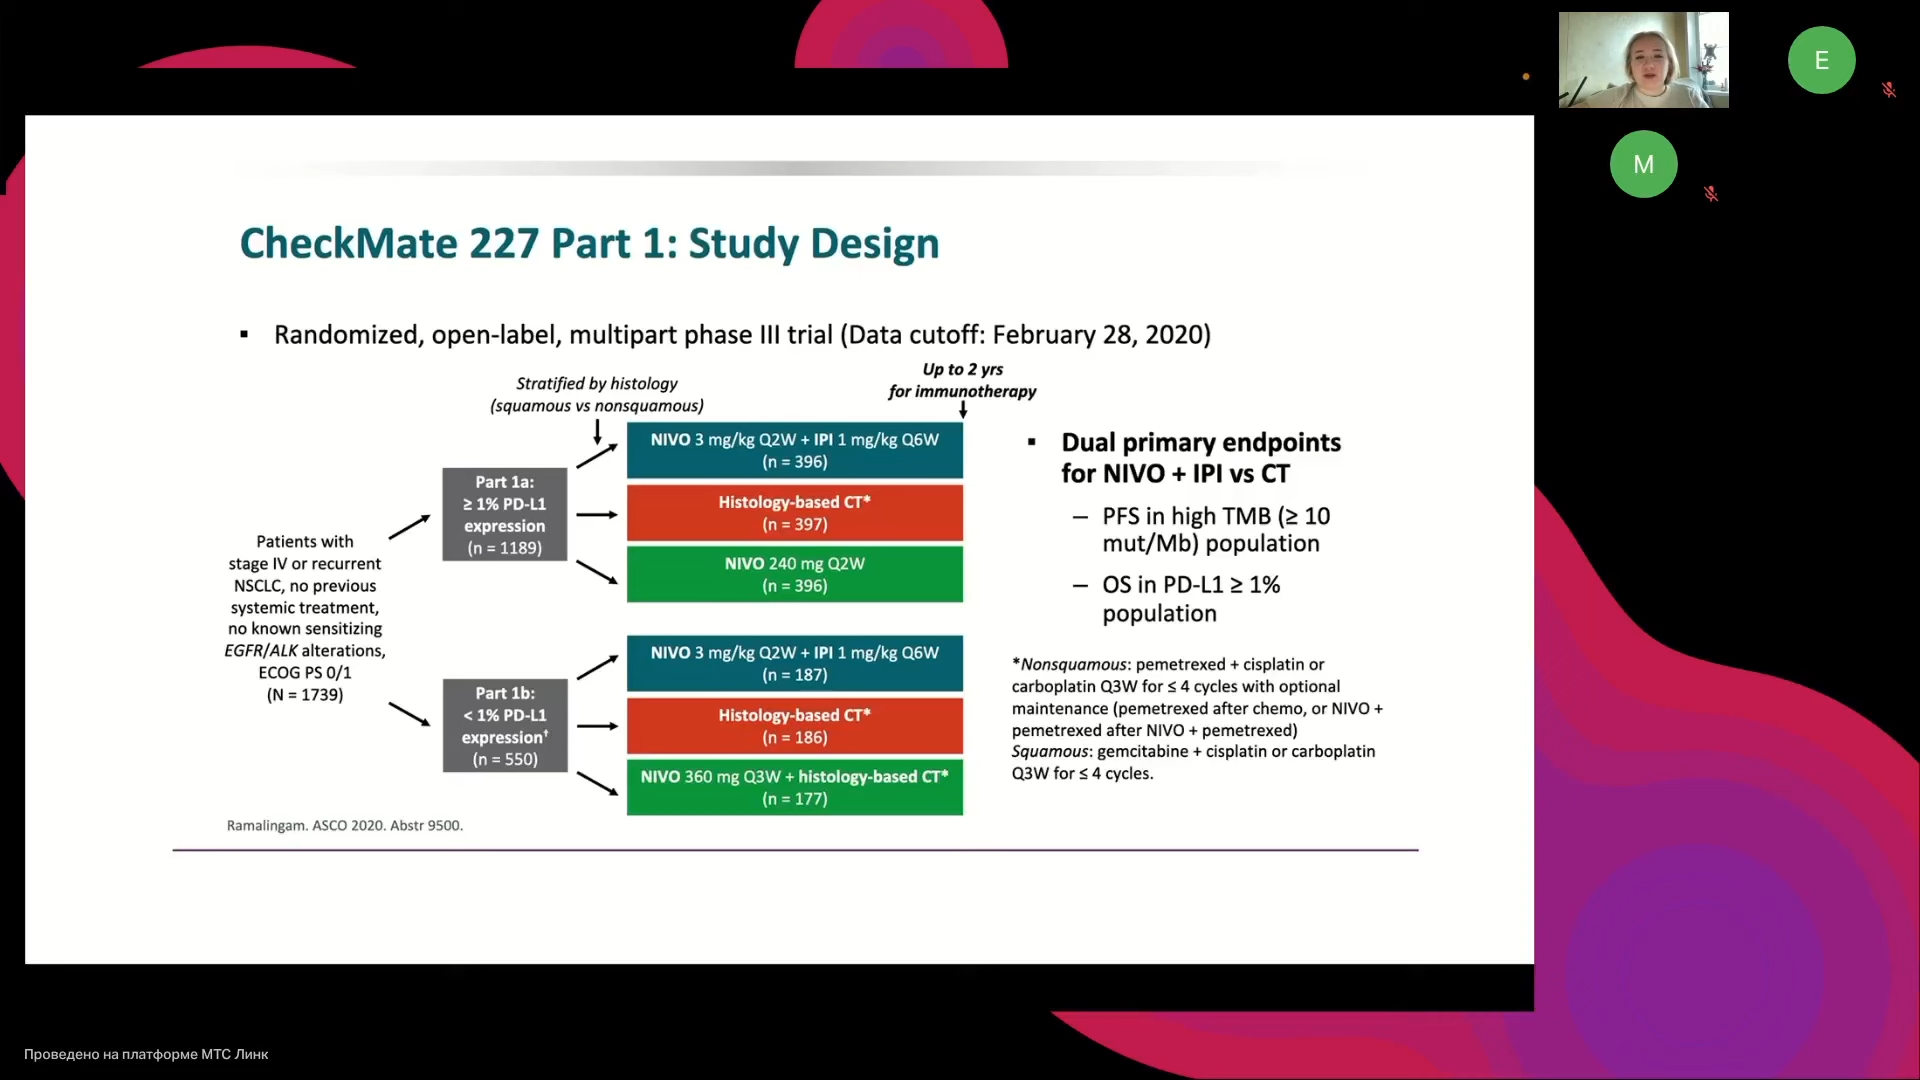 E
M
CheckMate 227 Part 1: Study Design
▪ Randomized, open-label, multipart phase III trial (Data cutoff: February 28, 2020)
Stratified by histology
(squamous vs nonsquamous)
Up to 2 yrs
for immunotherapy
Patients with
stage IV or recurrent
NSCLC, no previous
systemic treatment,
no known sensitizing
EGFR/ALK alterations,
ECOG PS 0/1
(N = 1739)
Part 1a:
≥ 1% PD-L1
expression
(n = 1189)
NIVO 3 mg/kg Q2W + IPI 1 mg/kg Q6W
(n = 396)
Histology-based CT*
(n = 397)
NIVO 240 mg Q2W
(n = 396)
Part 1b:
< 1% PD-L1
expression†
(n = 550)
NIVO 3 mg/kg Q2W + IPI 1 mg/kg Q6W
(n = 187)
Histology-based CT*
(n = 186)
NIVO 360 mg Q3W + histology-based CT*
(n = 177)
▪ Dual primary endpoints
for NIVO + IPI vs CT
– PFS in high TMB (≥ 10
mut/Mb) population
– OS in PD-L1 ≥ 1%
population
*Nonsquamous: pemetrexed + cisplatin or
carboplatin Q3W for ≤ 4 cycles with optional
maintenance (pemetrexed after chemo, or NIVO +
pemetrexed after NIVO + pemetrexed)
Squamous: gemcitabine + cisplatin or carboplatin
Q3W for ≤ 4 cycles.
Ramalingam. ASCO 2020. Abstr 9500.
Проведено на платформе МТС Линк